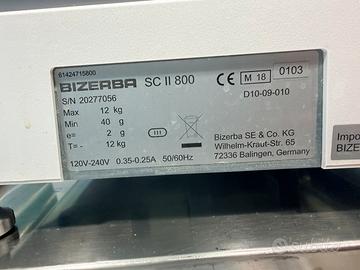 61424715800
BIZERBA SC II 800 CE M 18 0103
S/N 20277056 D10-09-010
Max 12 kg
Min 40 g
e= 2 g
T= - 12 kg
III
Bizerba SE & Co. KG
Wilhelm-Kraut-Str. 65
72336 Balingen, Germany
120V-240V 0.35-0.25A 50/60Hz
Impo
BIZE
subito